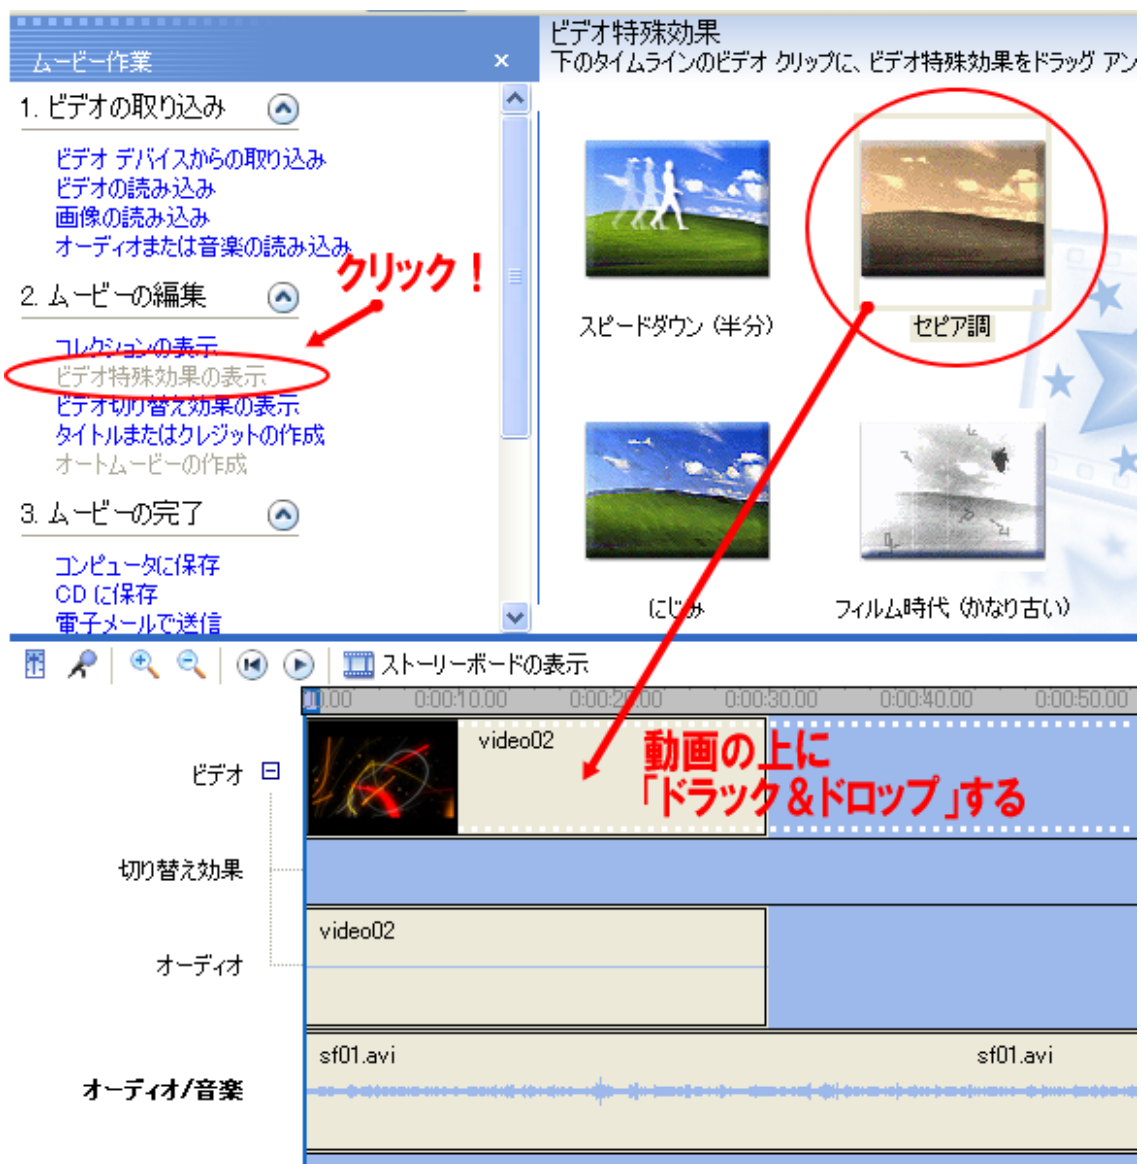 ムービー作業
×
1. ビデオの取り込み
ビデオ デバイスからの取り込み
ビデオの読み込み
画像の読み込み
オーディオまたは音楽の読み込み
クリック！
2. ムービーの編集
コレクションの表示
ビデオ特殊効果の表示
ビデオ切り替え効果の表示
タイトルまたはクレジットの作成
オートムービーの作成
3. ムービーの完了
コンピュータに保存
CD に保存
電子メールで送信
ビデオ特殊効果
下のタイムラインのビデオ クリップに、ビデオ特殊効果をドラッグ アン
スピードダウン (半分)
セピア調
にじみ
フィルム時代 (かなり古い)
ストーリーボードの表示
0.00 0:00:10.00 0:00:20.00 0:00:30.00 0:00:40.00 0:00:50.00
ビデオ
video02
動画の上に
「ドラック＆ドロップ」する
切り替え効果
オーディオ
video02
オーディオ/音楽
sf01.avi
sf01.avi